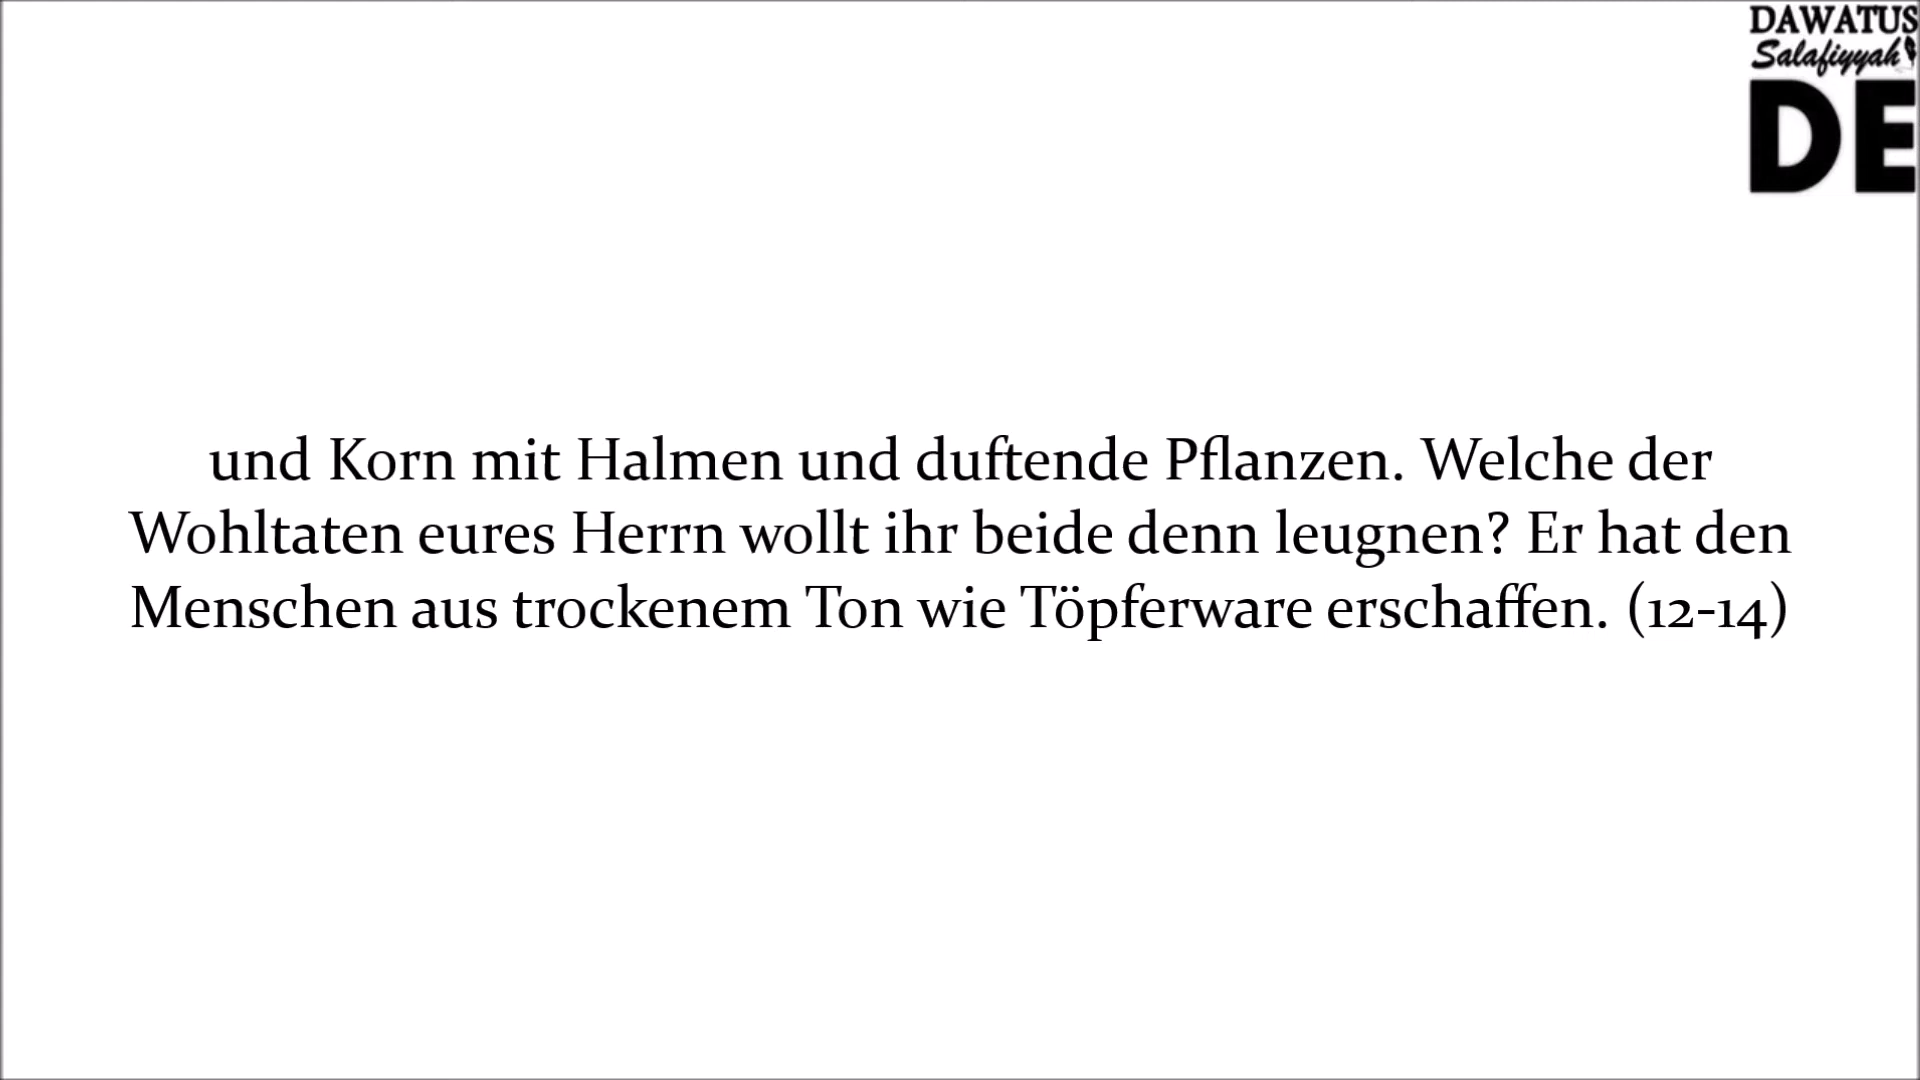 DAWATUS
Salafiyyah
DE
und Korn mit Halmen und duftende Pflanzen. Welche der
Wohltaten eures Herrn wollt ihr beide denn leugnen? Er hat den
Menschen aus trockenem Ton wie Töpferware erschaffen. (12-14)